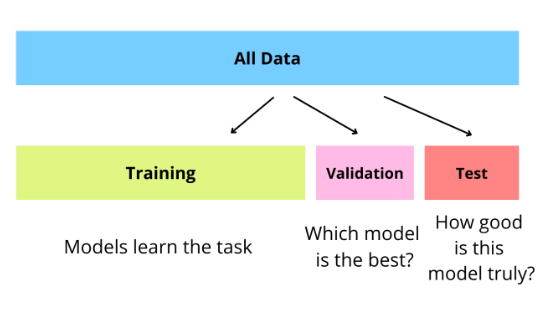 All Data
Training
Validation
Test
Models learn the task
Which model
is the best?
How good
is this
model truly?